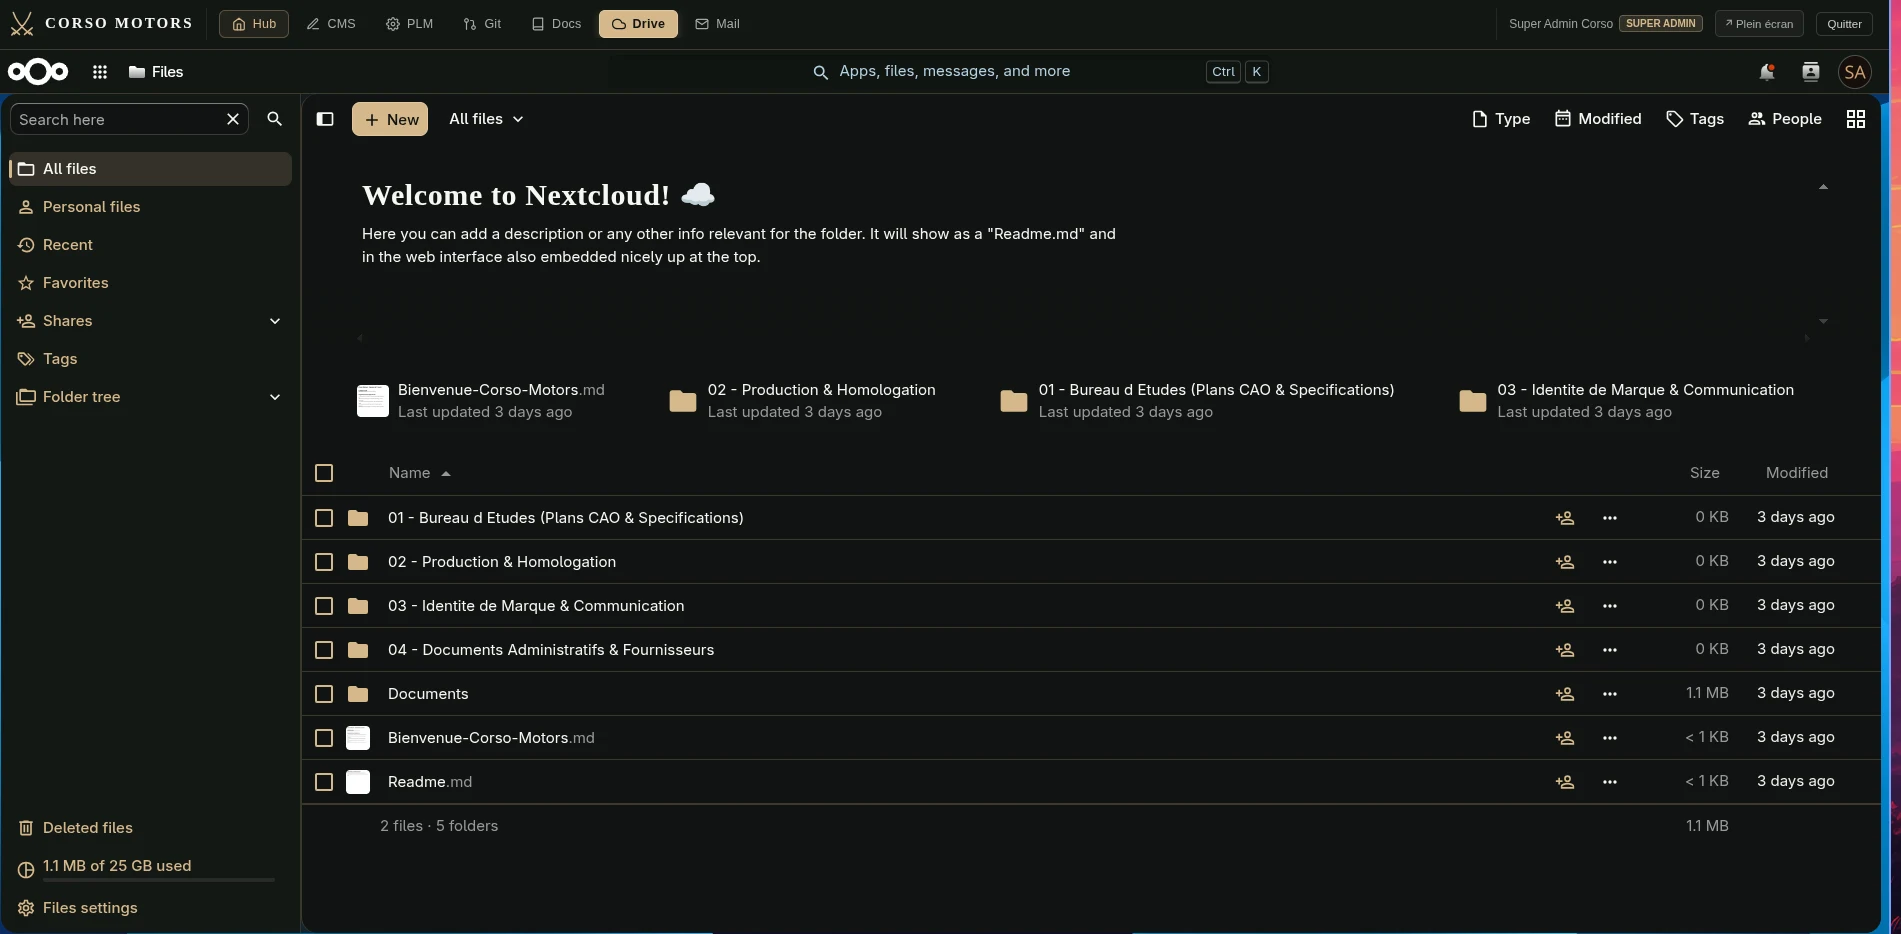 CORSO MOTORS
Hub
CMS
PLM
Git
Docs
Drive
Mail
Super Admin Corso
SUPER ADMIN
↗ Plein écran
Quitter
Files
Apps, files, messages, and more
Ctrl
K
SA
Search here
All files
Personal files
Recent
Favorites
Shares
Tags
Folder tree
Deleted files
1.1 MB of 25 GB used
Files settings
+ New
All files
Type
Modified
Tags
People
Welcome to Nextcloud! ☁️
Here you can add a description or any other info relevant for the folder. It will show as a "Readme.md" and
in the web interface also embedded nicely up at the top.
Bienvenue-Corso-Motors.md
Last updated 3 days ago
02 - Production & Homologation
Last updated 3 days ago
01 - Bureau d Etudes (Plans CAO & Specifications)
Last updated 3 days ago
03 - Identite de Marque & Communication
Last updated 3 days ago
Name
Size
Modified
01 - Bureau d Etudes (Plans CAO & Specifications) 0 KB 3 days ago
02 - Production & Homologation 0 KB 3 days ago
03 - Identite de Marque & Communication 0 KB 3 days ago
04 - Documents Administratifs & Fournisseurs 0 KB 3 days ago
Documents 1.1 MB 3 days ago
Bienvenue-Corso-Motors.md < 1 KB 3 days ago
Readme.md < 1 KB 3 days ago
2 files · 5 folders 1.1 MB